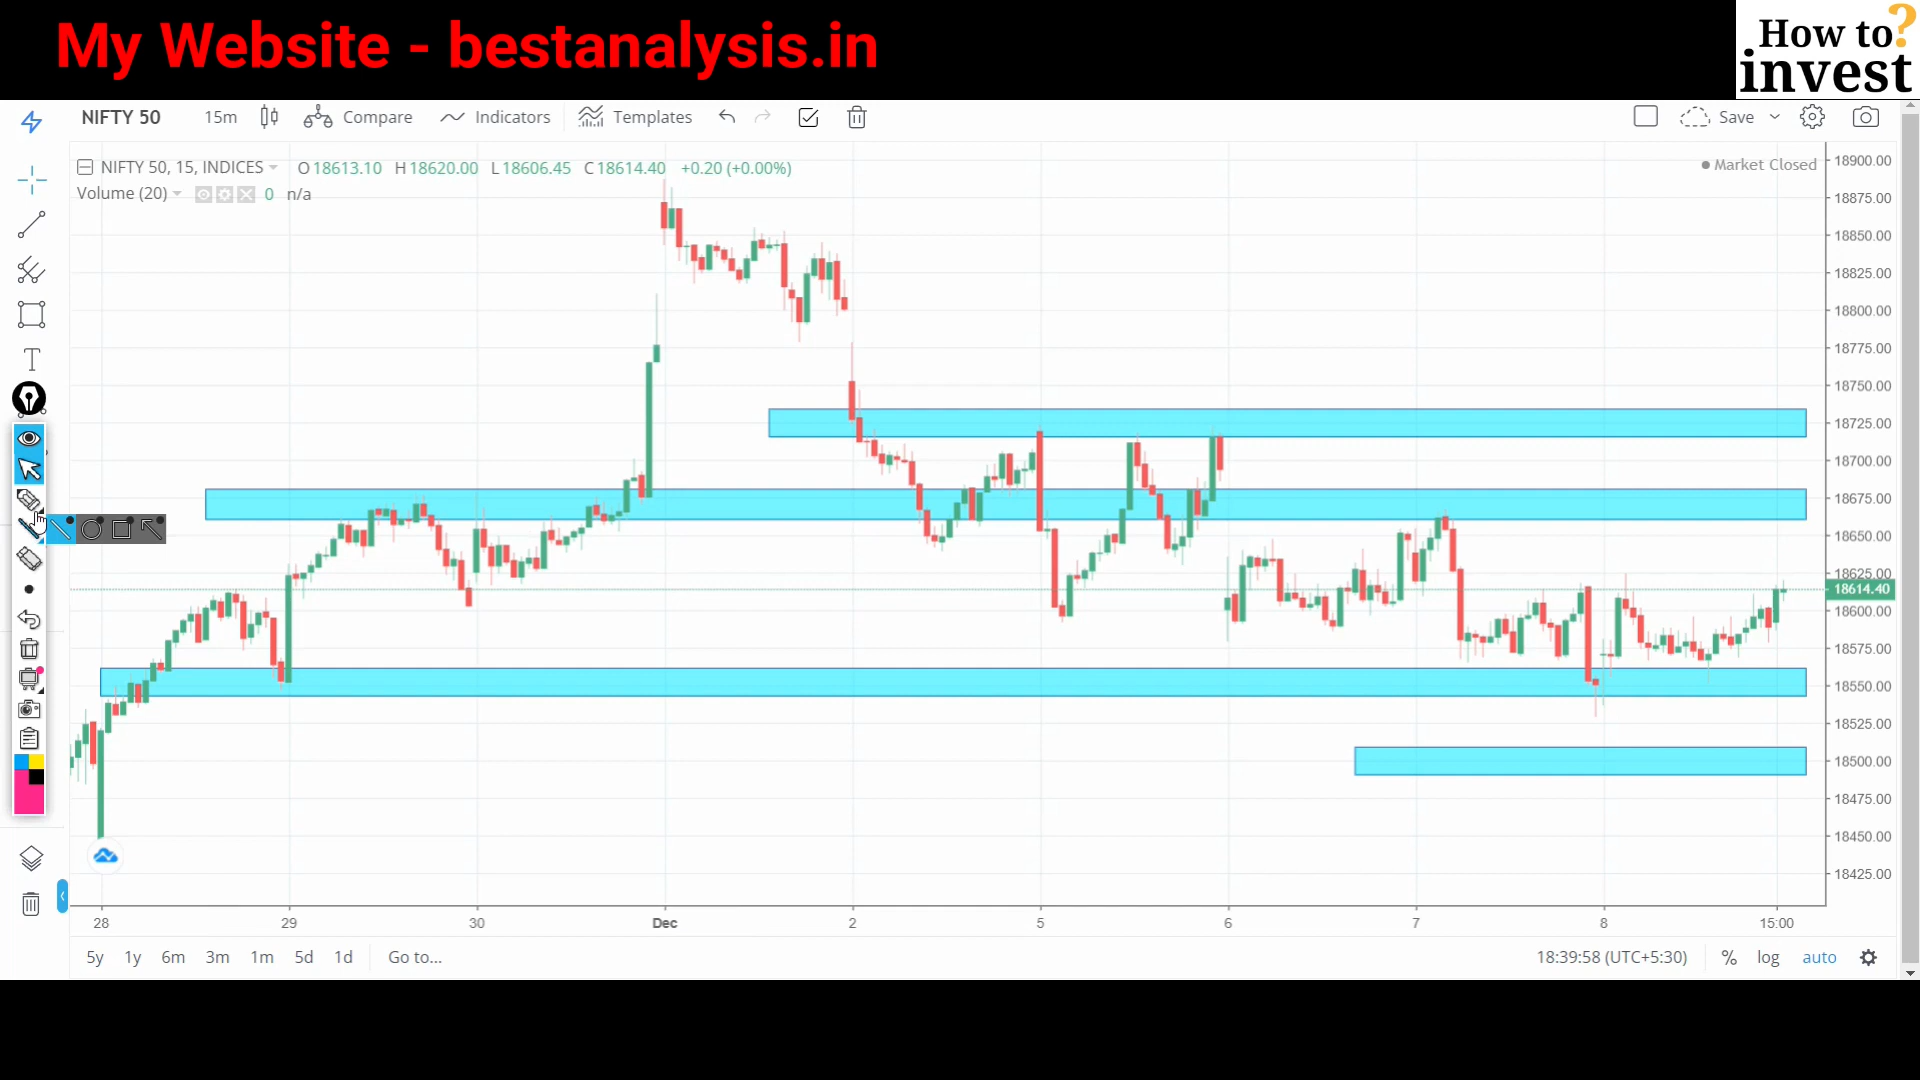 My Website - bestanalysis.in
How to?
invest
NIFTY 50 15m Compare Indicators Templates Save
NIFTY 50, 15, INDICES O18613.10 H18620.00 L18606.45 C18614.40 +0.20 (+0.00%)
Market Closed
Volume (20) 0 n/a
18900.00
18875.00
18850.00
18825.00
18800.00
18775.00
18750.00
18725.00
18700.00
18675.00
18650.00
18625.00
18614.40
18600.00
18575.00
18550.00
18525.00
18500.00
18475.00
18450.00
18425.00
28 29 30 Dec 2 5 6 7 8 15:00
5y 1y 6m 3m 1m 5d 1d Go to... 18:39:58 (UTC+5:30) % log auto